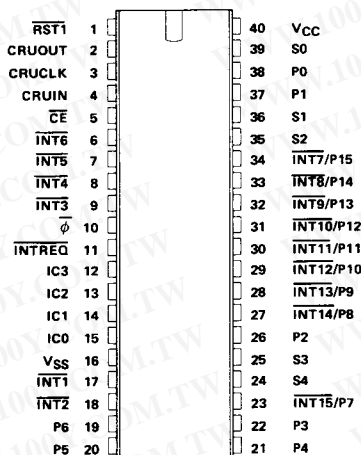 RST1 1 40 VCC
CRUOUT 2 39 S0
CRUCLK 3 38 P0
CRUIN 4 37 P1
CE 5 36 S1
INT6 6 35 S2
INT5 7 34 INT7/P15
INT4 8 33 INT8/P14
INT3 9 32 INT9/P13
ϕ 10 31 INT10/P12
INTREQ 11 30 INT11/P11
IC3 12 29 INT12/P10
IC2 13 28 INT13/P9
IC1 14 27 INT14/P8
IC0 15 26 P2
VSS 16 25 S3
INT1 17 24 S4
INT2 18 23 INT15/P7
P6 19 22 P3
P5 20 21 P4